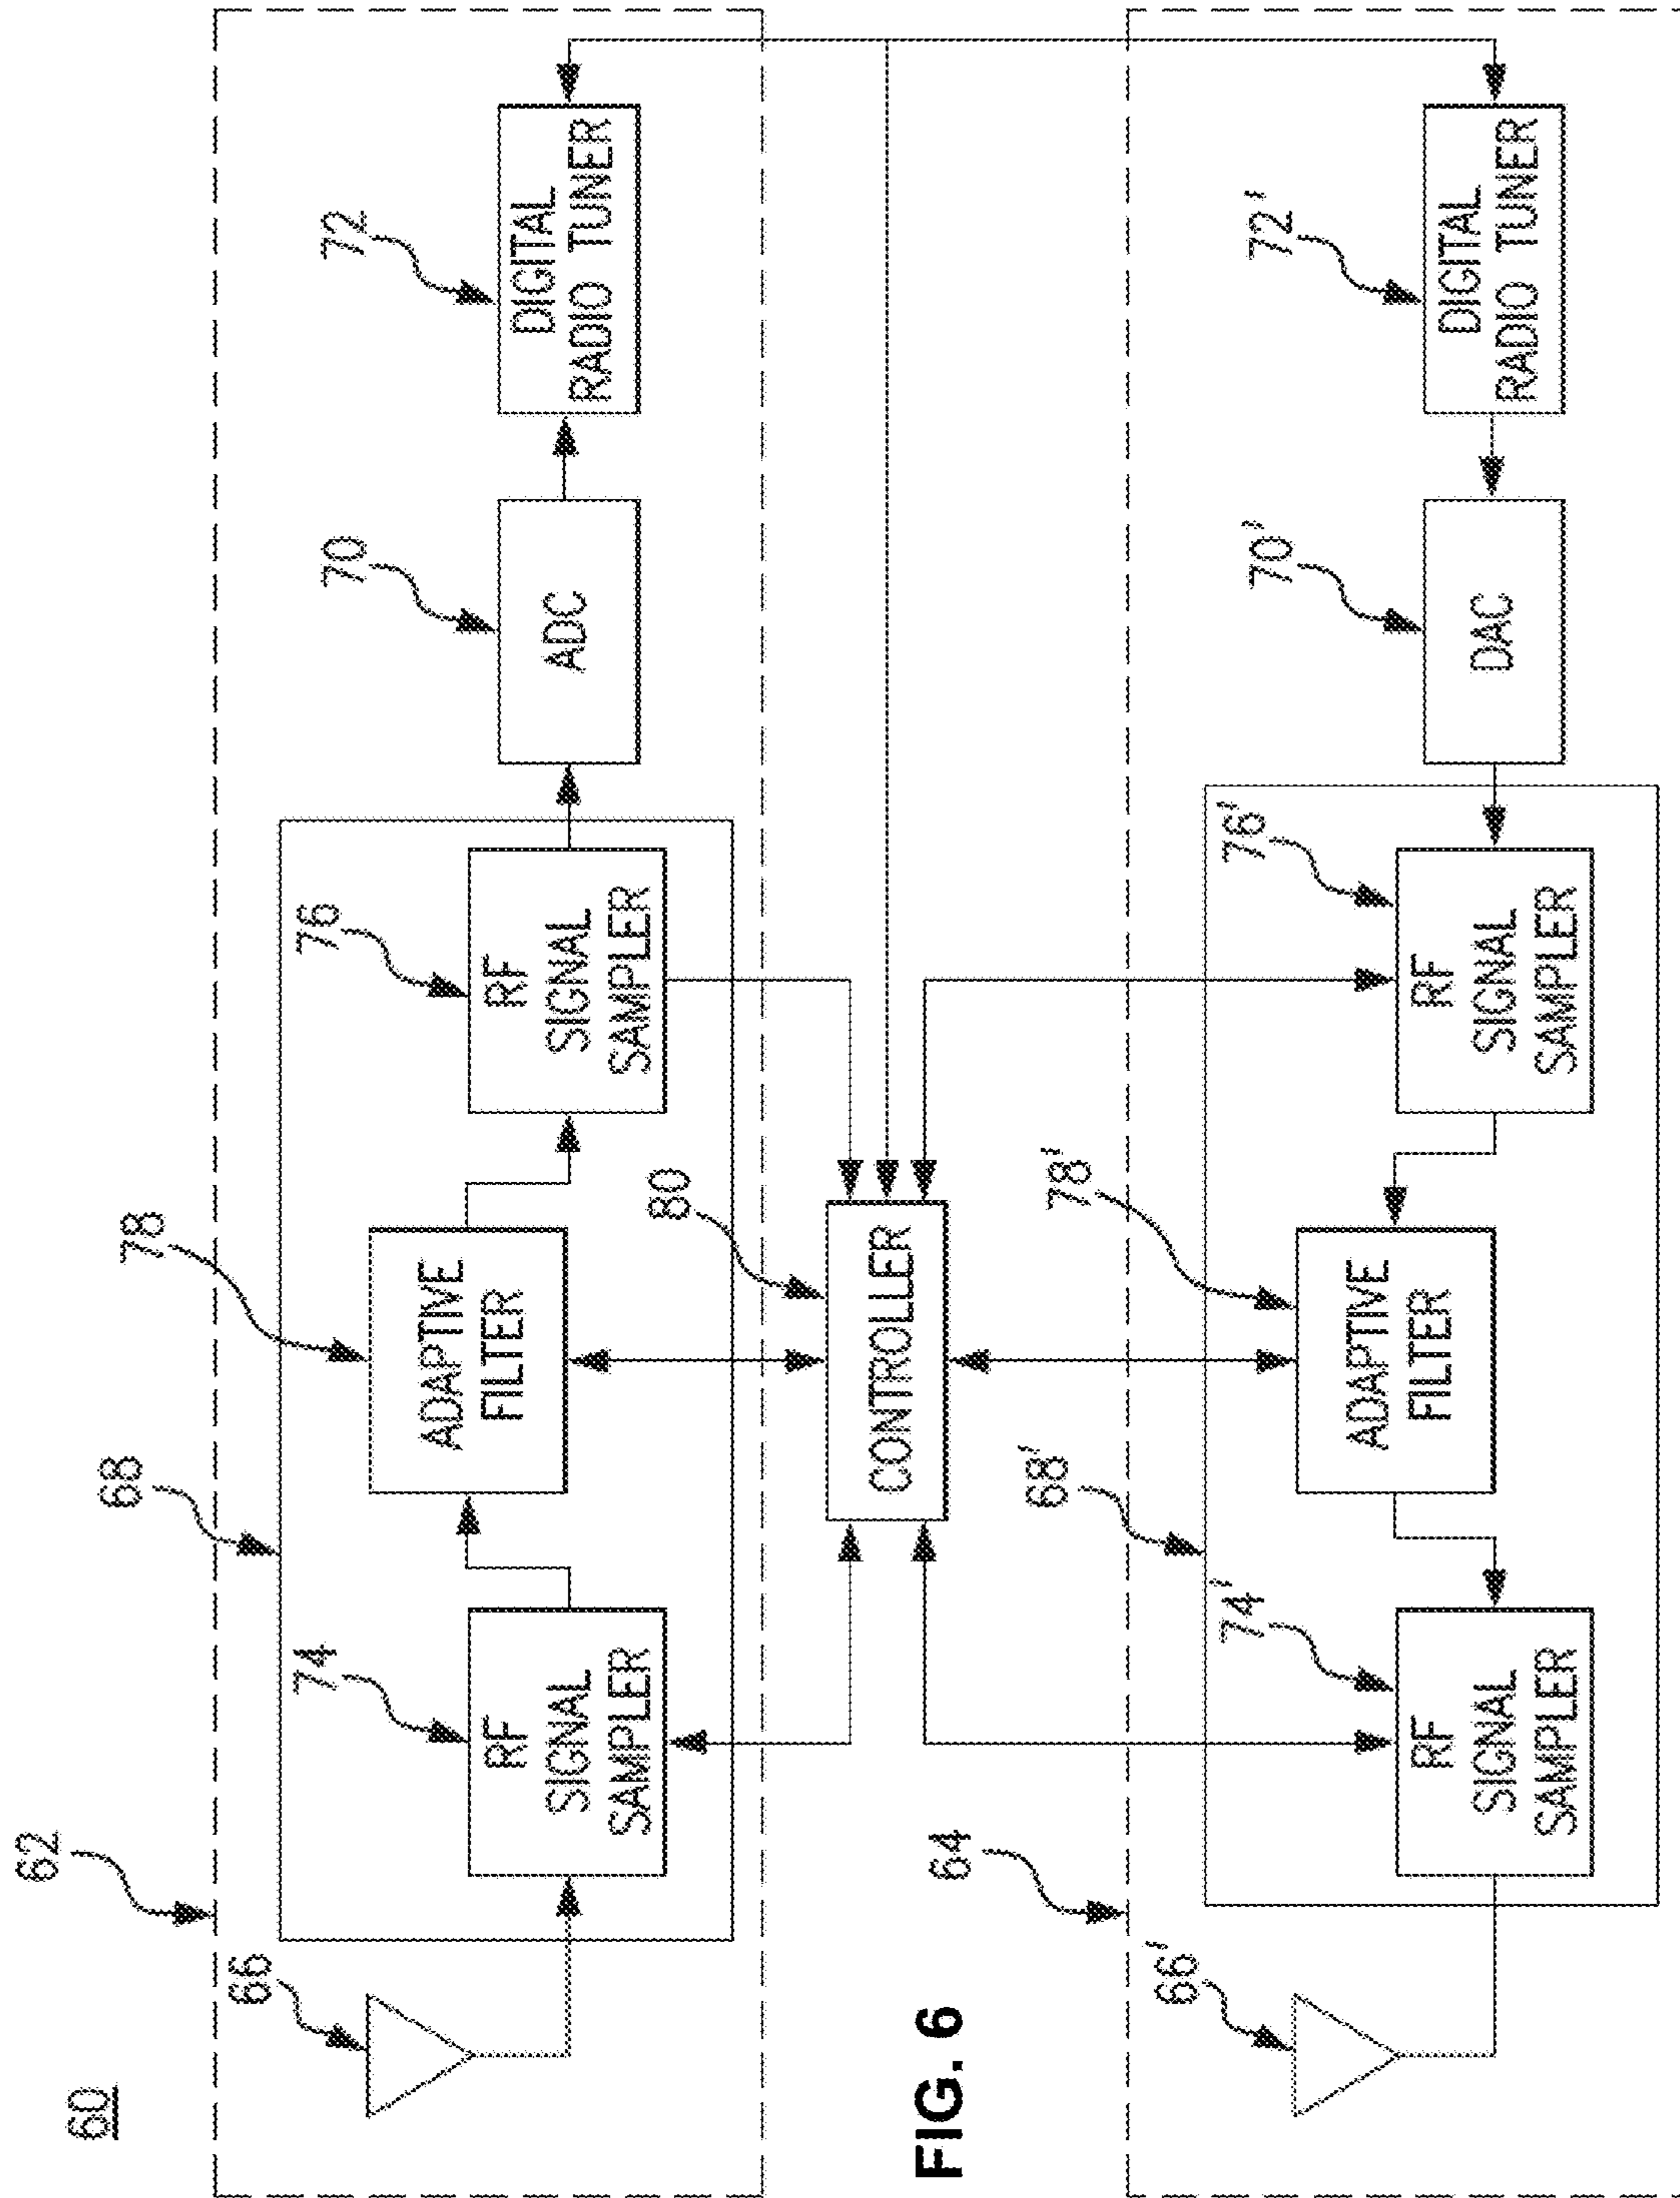 60
62
66
68
74
RF
SIGNAL
SAMPLER
78
ADAPTIVE
FILTER
76
RF
SIGNAL
SAMPLER
70
ADC
72
DIGITAL
RADIO TUNER
80
CONTROLLER
FIG. 6
64
66'
68'
74'
RF
SIGNAL
SAMPLER
78'
ADAPTIVE
FILTER
76'
RF
SIGNAL
SAMPLER
70'
DAC
72'
DIGITAL
RADIO TUNER